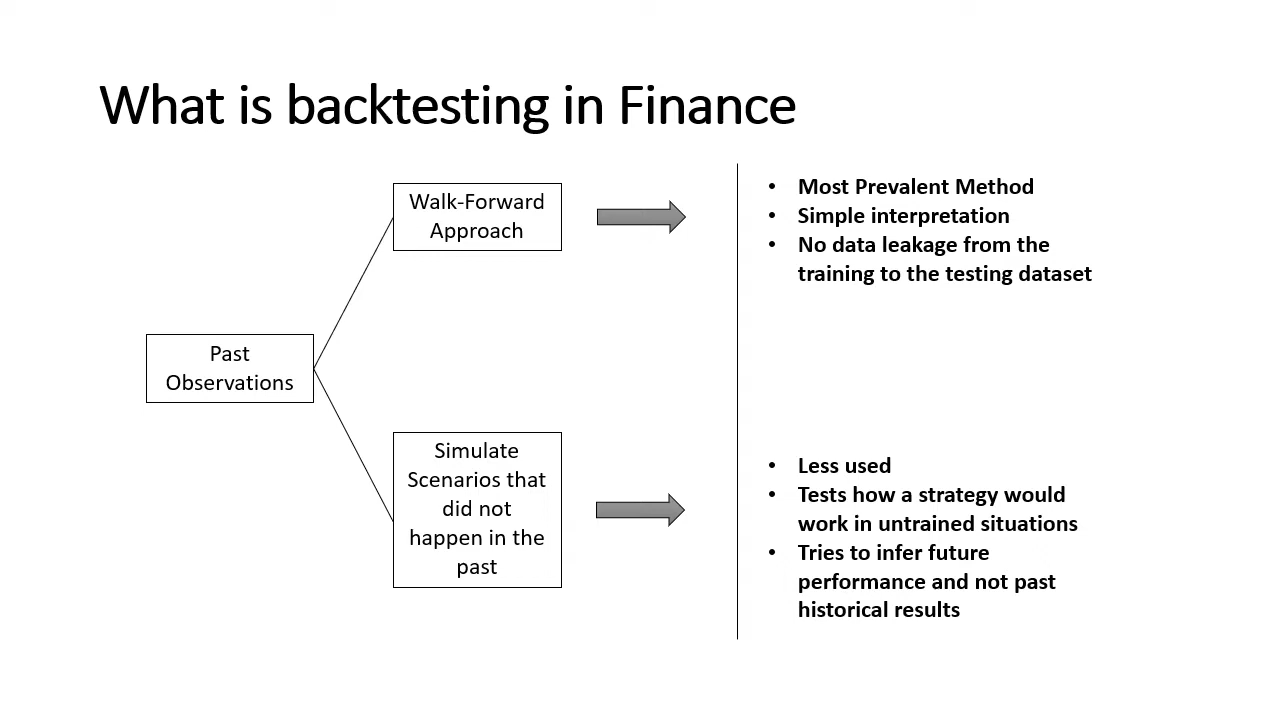 What is backtesting in Finance
Walk-Forward
Approach
• Most Prevalent Method
• Simple interpretation
• No data leakage from the
training to the testing dataset
Past
Observations
Simulate
Scenarios that
did not
happen in the
past
• Less used
• Tests how a strategy would
work in untrained situations
• Tries to infer future
performance and not past
historical results